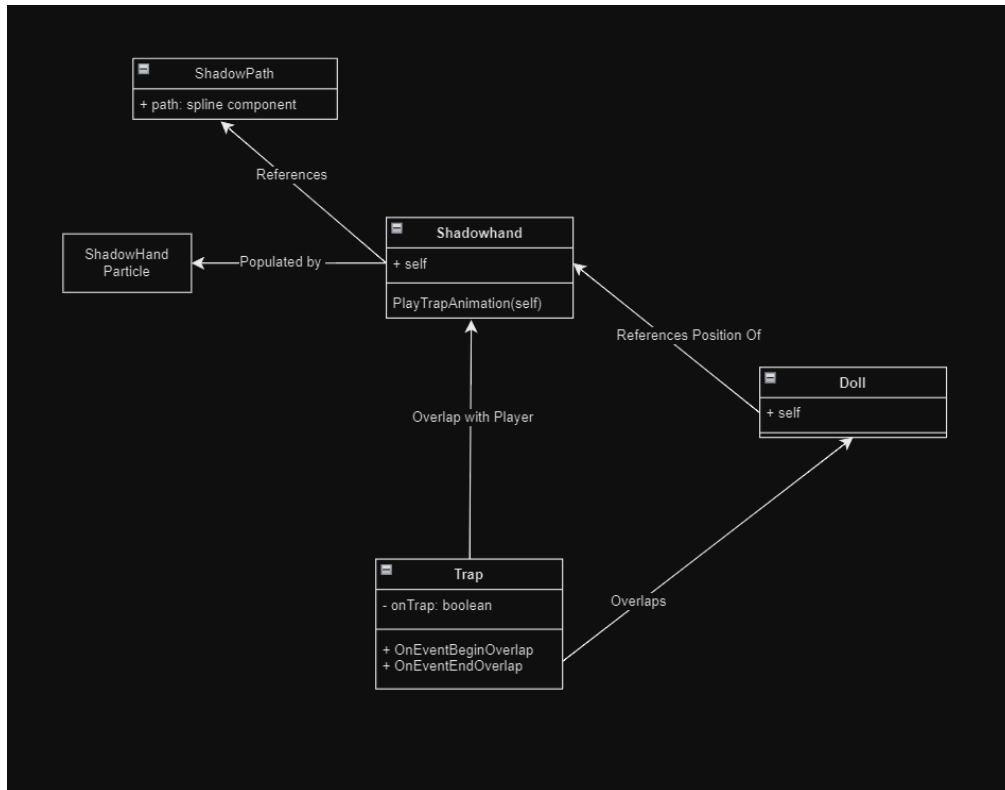 ShadowPath
+ path: spline component
References
Shadowhand
+ self
PlayTrapAnimation(self)
ShadowHand
Particle
Populated by
References Position Of
Doll
+ self
Overlap with Player
Trap
- onTrap: boolean
+ OnEventBeginOverlap
+ OnEventEndOverlap
Overlaps